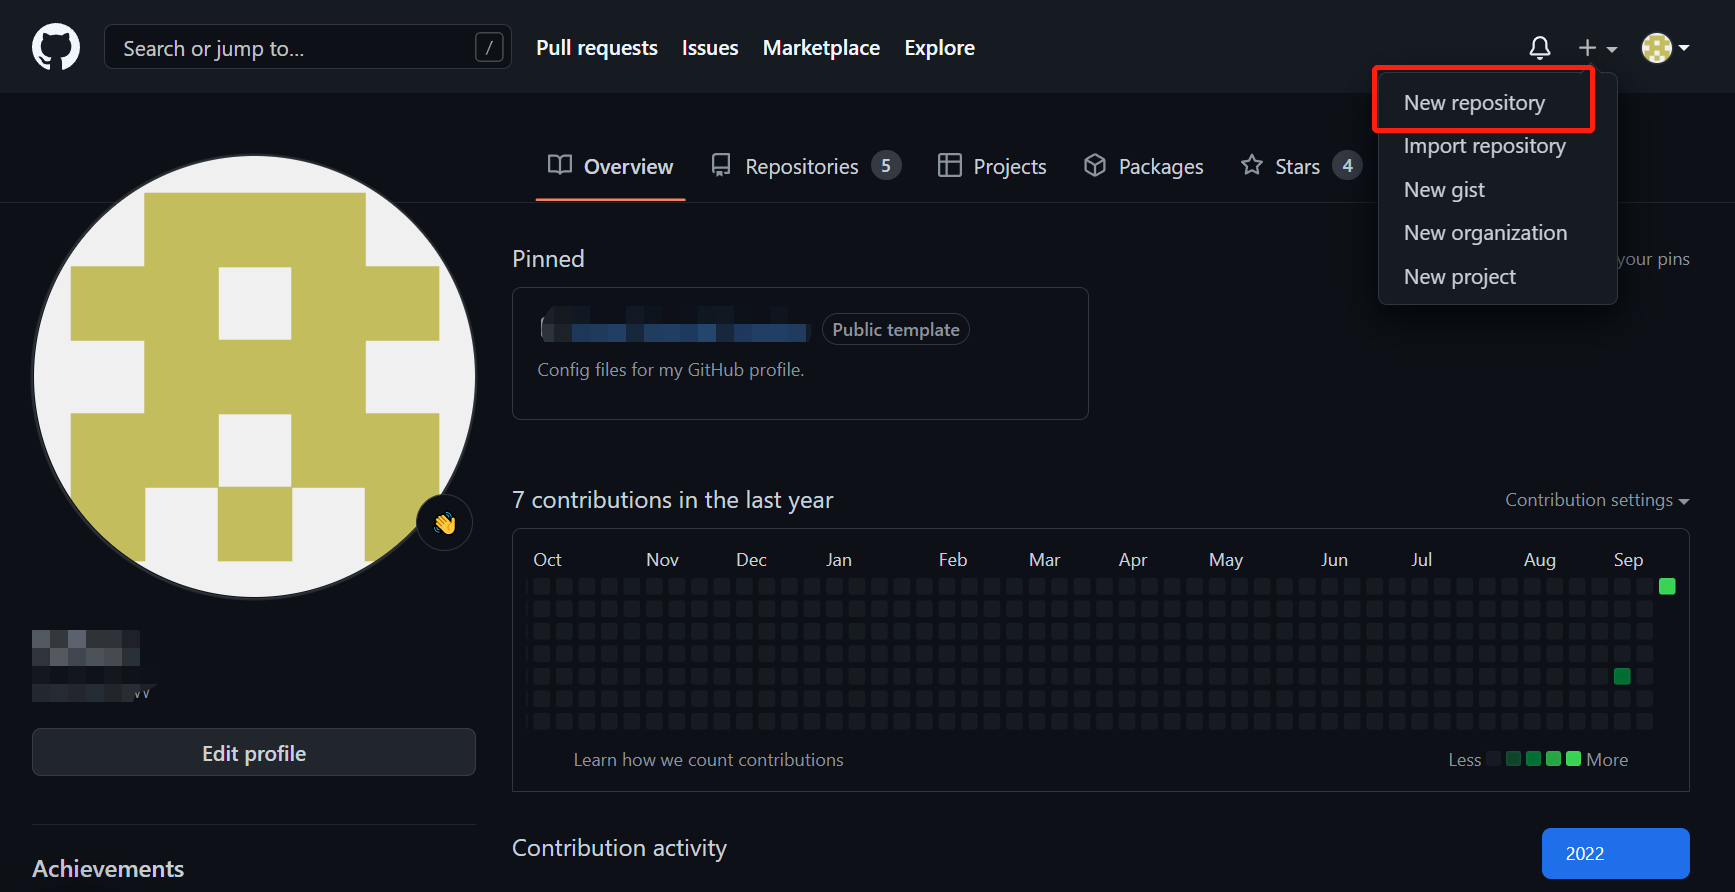 Search or jump to... / Pull requests Issues Marketplace Explore
New repository
Import repository
New gist
New organization
New project
Overview Repositories 5 Projects Packages Stars 4
Pinned
your pins
Public template
Config files for my GitHub profile.
7 contributions in the last year
Contribution settings
Oct Nov Dec Jan Feb Mar Apr May Jun Jul Aug Sep
Learn how we count contributions
Less More
Edit profile
Achievements
Contribution activity
2022